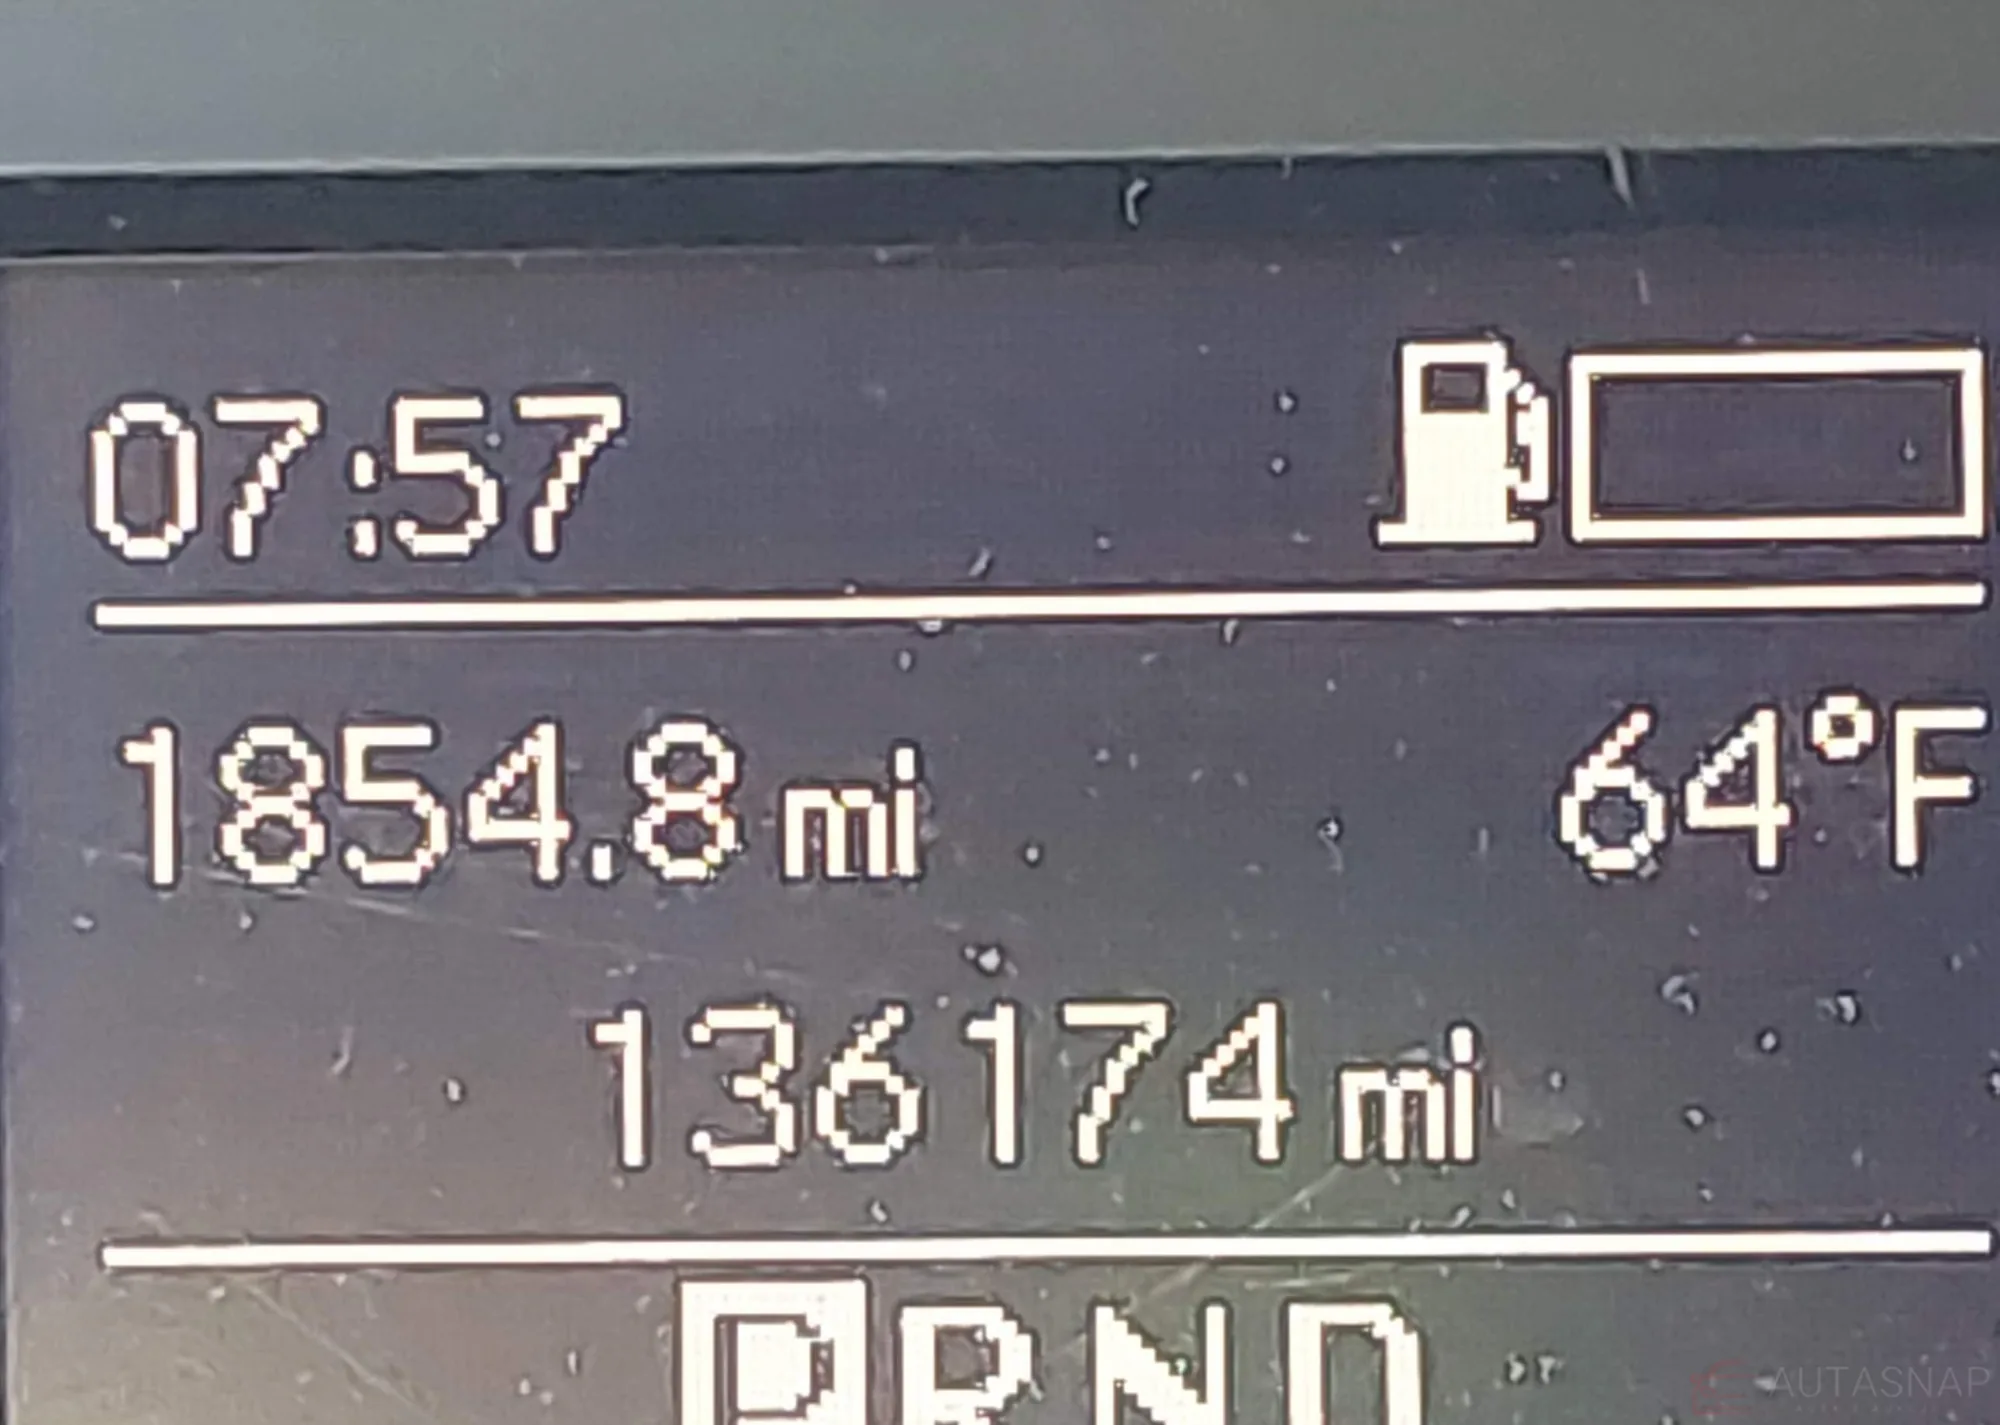 07:57
1854.8 mi 64°F
136174 mi
P R N D
AUTASNAP